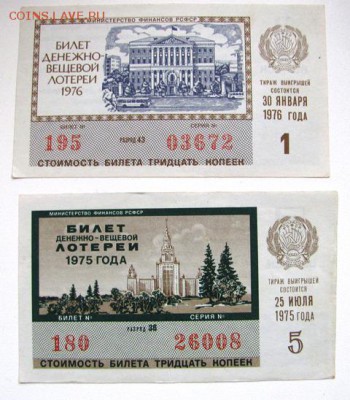 COINS.LAVE.RU
МИНИСТЕРСТВО ФИНАНСОВ РСФСР
БИЛЕТ
ДЕНЕЖНО-
ВЕЩЕВОЙ
ЛОТЕРЕИ
1976
ТИРАЖ ВЫИГРЫШЕЙ
СОСТОИТСЯ
30 ЯНВАРЯ
1976 ГОДА
БИЛЕТ № РАЗРЯД 43 СЕРИЯ №
195 03672
1
СТОИМОСТЬ БИЛЕТА ТРИДЦАТЬ КОПЕЕК
МИНИСТЕРСТВО ФИНАНСОВ РСФСР
БИЛЕТ
ДЕНЕЖНО-ВЕЩЕВОЙ
ЛОТЕРЕИ
1975 ГОДА
ТИРАЖ ВЫИГРЫШЕЙ
СОСТОИТСЯ
25 ИЮЛЯ
1975 ГОДА
БИЛЕТ № РАЗРЯД 38 СЕРИЯ №
180 26008
5
СТОИМОСТЬ БИЛЕТА ТРИДЦАТЬ КОПЕЕК